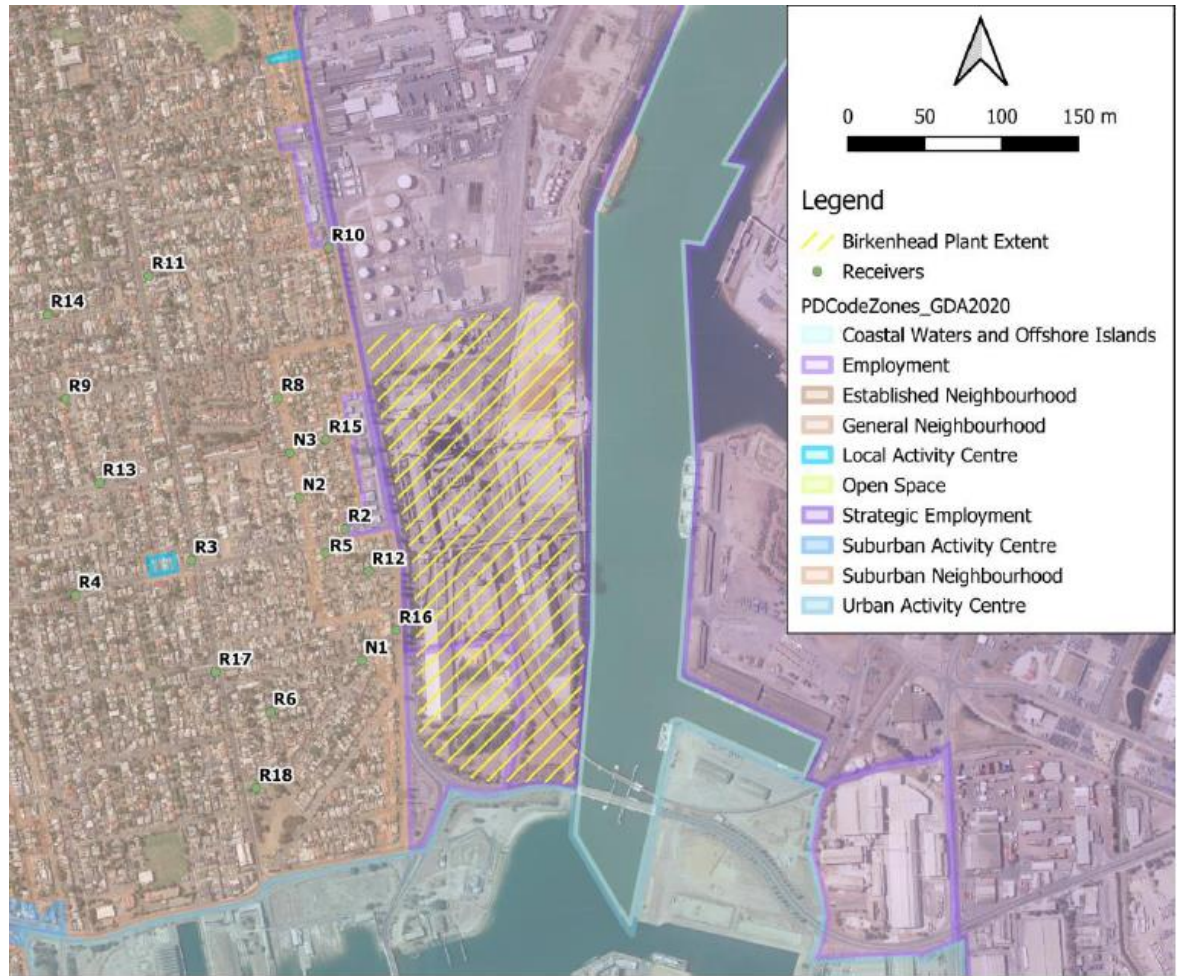 0 50 100 150 m
Legend
Birkenhead Plant Extent
Receivers
PDCodeZones_GDA2020
Coastal Waters and Offshore Islands
Employment
Established Neighbourhood
General Neighbourhood
Local Activity Centre
Open Space
Strategic Employment
Suburban Activity Centre
Suburban Neighbourhood
Urban Activity Centre
R10
R11
R14
R9
R8
R15
N3
R13
N2
R2
R5
R3
R12
R4
R16
N1
R17
R6
R18